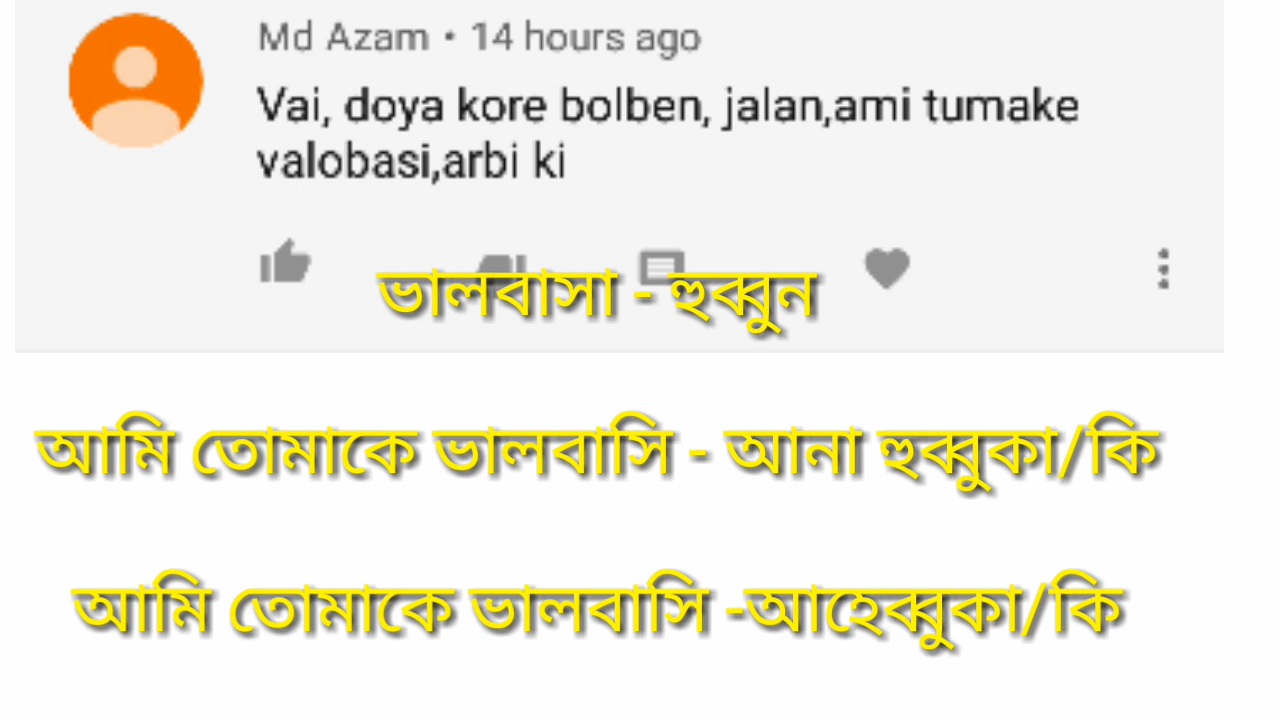 Md Azam • 14 hours ago
Vai, doya kore bolben, jalan,ami tumake
valobasi,arbi ki
ভালবাসা - হুব্বুন
আমি তোমাকে ভালবাসি - আনা হুব্বুকা/কি
আমি তোমাকে ভালবাসি -আহেব্বুকা/কি